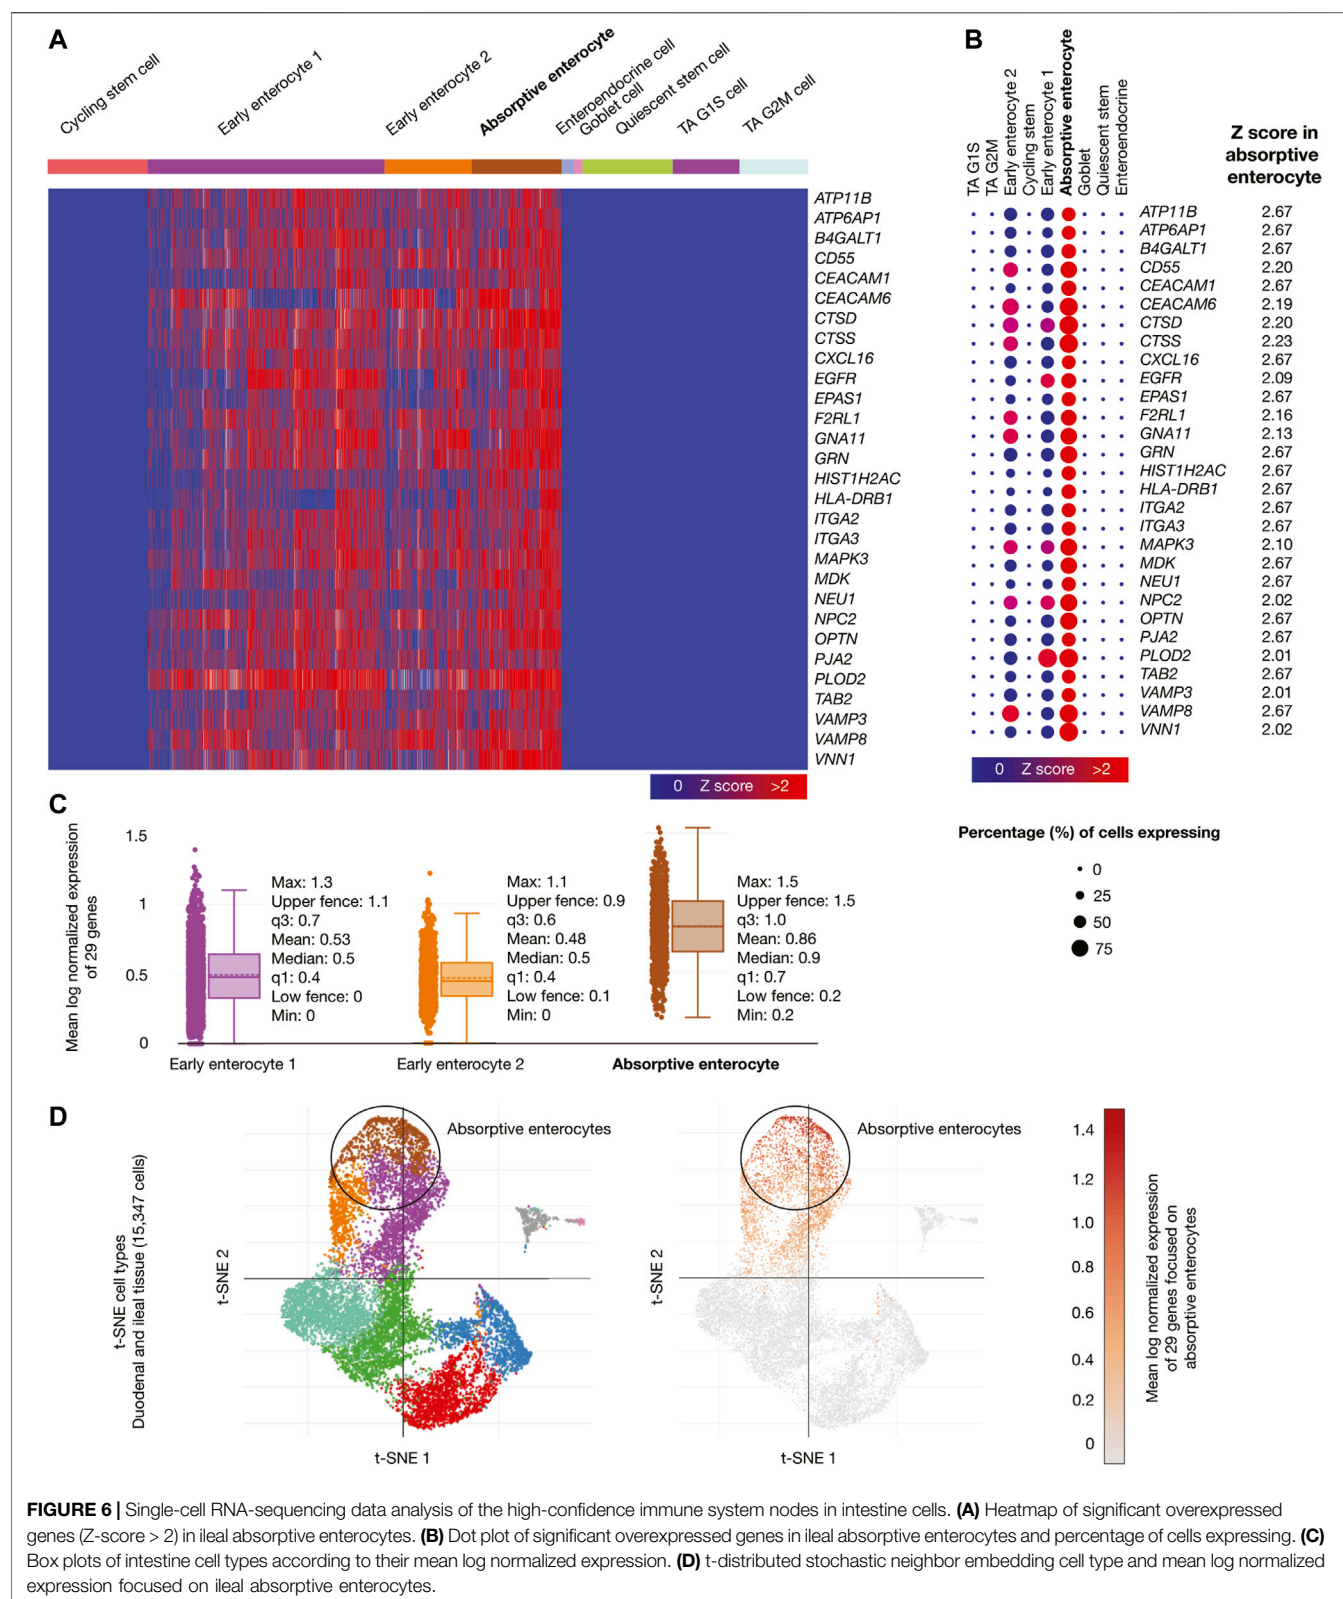 A
Cycling stem cell
Early enterocyte 1
Early enterocyte 2
Absorptive enterocyte
Enteroendocrine cell
Goblet cell
Quiescent stem cell
TA G1S cell
TA G2M cell
ATP11B
ATP6AP1
B4GALT1
CD55
CEACAM1
CEACAM6
CTSD
CTSS
CXCL16
EGFR
EPAS1
F2RL1
GNA11
GRN
HIST1H2AC
HLA-DRB1
ITGA2
ITGA3
MAPK3
MDK
NEU1
NPC2
OPTN
PJA2
PLOD2
TAB2
VAMP3
VAMP8
VNN1
0 Z score >2
B
TA G1S
TA G2M
Early enterocyte 2
Cycling stem
Early enterocyte 1
Absorptive enterocyte
Goblet
Quiescent stem
Enteroendocrine
Z score in
absorptive
enterocyte
ATP11B 2.67
ATP6AP1 2.67
B4GALT1 2.67
CD55 2.20
CEACAM1 2.67
CEACAM6 2.19
CTSD 2.20
CTSS 2.23
CXCL16 2.67
EGFR 2.09
EPAS1 2.67
F2RL1 2.16
GNA11 2.13
GRN 2.67
HIST1H2AC 2.67
HLA-DRB1 2.67
ITGA2 2.67
ITGA3 2.67
MAPK3 2.10
MDK 2.67
NEU1 2.67
NPC2 2.02
OPTN 2.67
PJA2 2.67
PLOD2 2.01
TAB2 2.67
VAMP3 2.01
VAMP8 2.67
VNN1 2.02
0 Z score >2
Percentage (%) of cells expressing
0
25
50
75
C
Mean log normalized expression
of 29 genes
1.5
1
0.5
0
Max: 1.3
Upper fence: 1.1
q3: 0.7
Mean: 0.53
Median: 0.5
q1: 0.4
Low fence: 0
Min: 0
Max: 1.1
Upper fence: 0.9
q3: 0.6
Mean: 0.48
Median: 0.5
q1: 0.4
Low fence: 0.1
Min: 0
Max: 1.5
Upper fence: 1.5
q3: 1.0
Mean: 0.86
Median: 0.9
q1: 0.7
Low fence: 0.2
Min: 0.2
Early enterocyte 1
Early enterocyte 2
Absorptive enterocyte
D
t-SNE cell types
Duodenal and ileal tissue (15,347 cells)
t-SNE 2
Absorptive enterocytes
t-SNE 1
t-SNE 2
Absorptive enterocytes
t-SNE 1
1.4
1.2
1.0
0.8
0.6
0.4
0.2
0
Mean log normalized expression
of 29 genes focused on
absorptive enterocytes
FIGURE 6 | Single-cell RNA-sequencing data analysis of the high-confidence immune system nodes in intestine cells. (A) Heatmap of significant overexpressed
genes (Z-score > 2) in ileal absorptive enterocytes. (B) Dot plot of significant overexpressed genes in ileal absorptive enterocytes and percentage of cells expressing. (C)
Box plots of intestine cell types according to their mean log normalized expression. (D) t-distributed stochastic neighbor embedding cell type and mean log normalized
expression focused on ileal absorptive enterocytes.